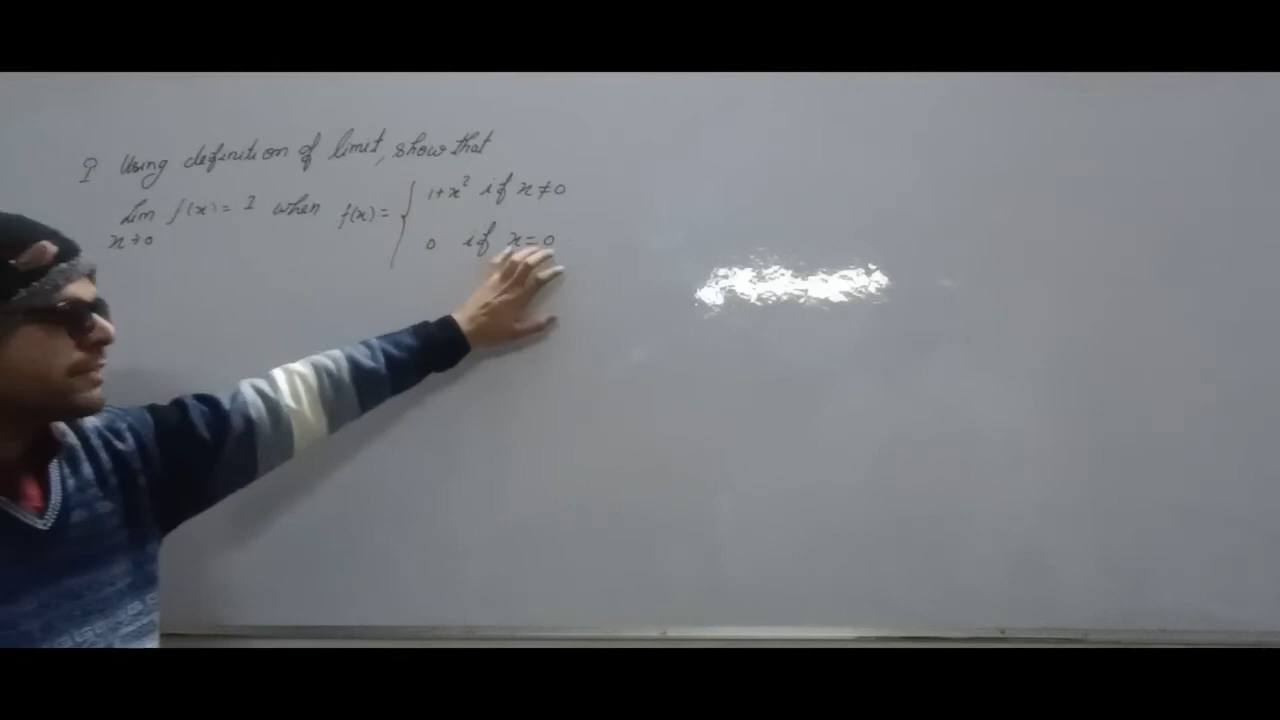 Q Using definition of limit, show that
Lim f(x) = 1 when f(x) = { 1+x² if x ≠ 0
x→0
0 if x = 0